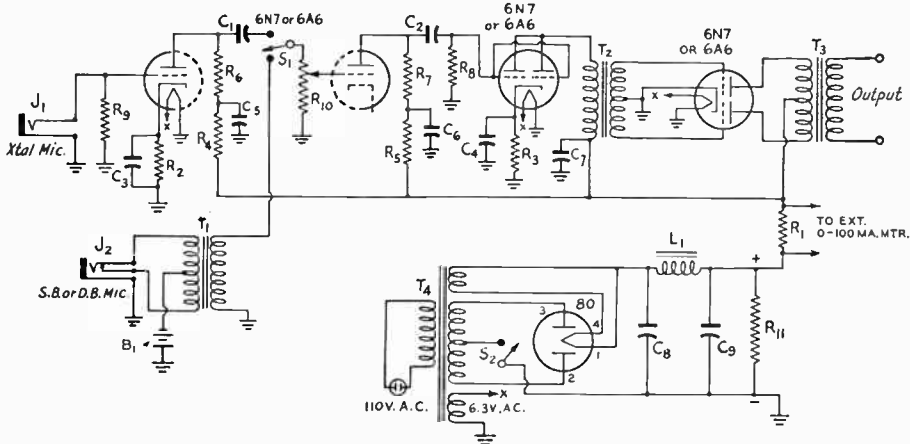 C1
6N7 or 6A6
C2
6N7
or 6A6
T2
6N7
OR 6A6
T3
S1
R6
R7
R8
R10
J1
Xtal Mic.
R9
x
C5
R4
C3
R2
C6
R5
C4
x
R3
C7
x
Output
T1
J2
S.B. or D.B. Mic.
B1
R1
TO EXT.
0-100 MA. MTR.
L1
T4
3
80
4
1
2
S2
C8
C9
+
R11
−
110V. A.C.
x
6.3V. A.C.